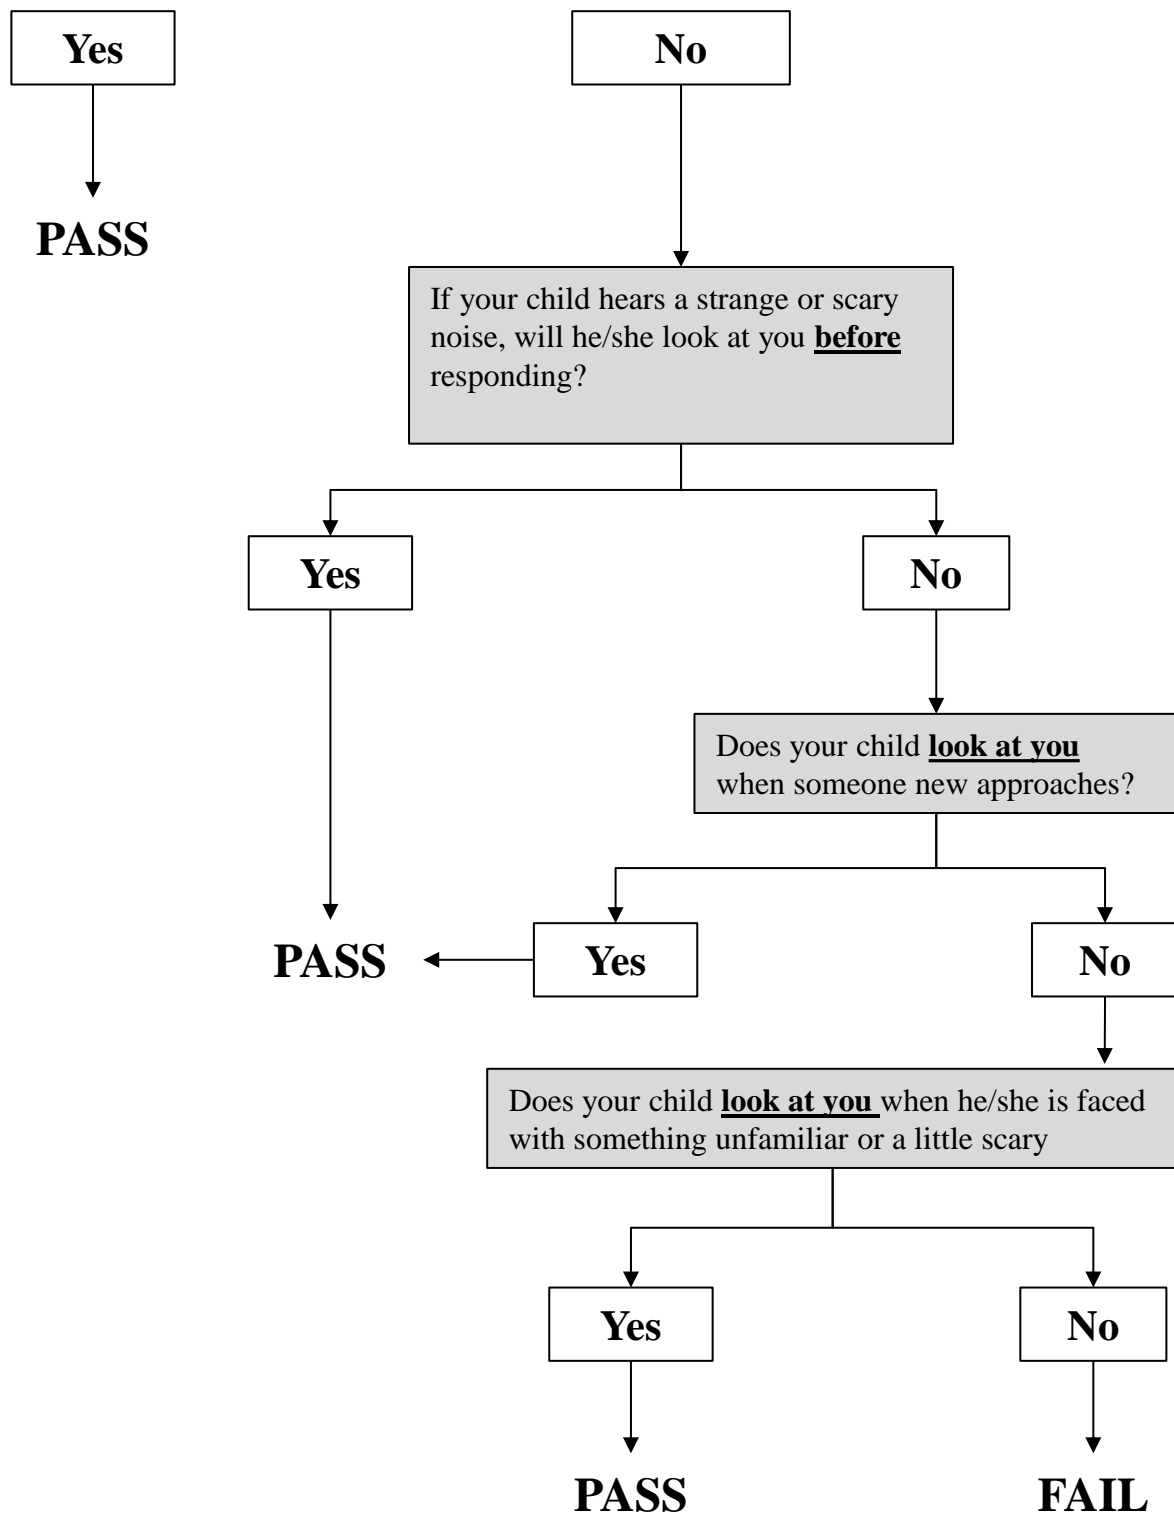 Yes
No
PASS
If your child hears a strange or scary
noise, will he/she look at you before
responding?
Yes
No
Does your child look at you
when someone new approaches?
PASS
Yes
No
Does your child look at you when he/she is faced
with something unfamiliar or a little scary
Yes
No
PASS
FAIL